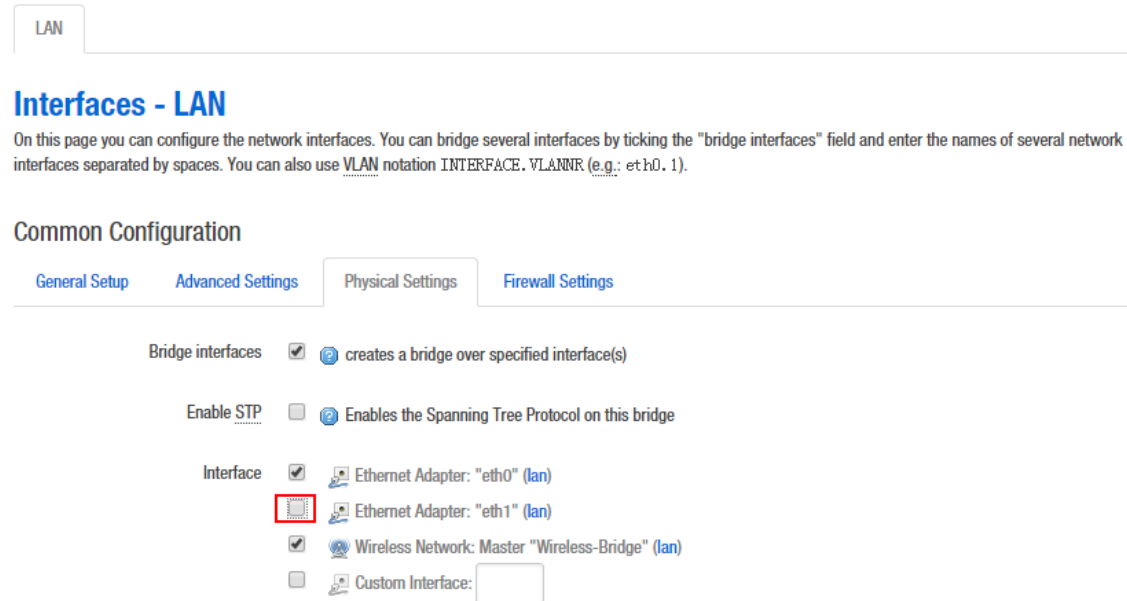 LAN
Interfaces - LAN
On this page you can configure the network interfaces. You can bridge several interfaces by ticking the "bridge interfaces" field and enter the names of several network
interfaces separated by spaces. You can also use VLAN notation INTERFACE.VLANNR (e.g.: eth0.1).
Common Configuration
General Setup Advanced Settings Physical Settings Firewall Settings
Bridge interfaces creates a bridge over specified interface(s)
Enable STP Enables the Spanning Tree Protocol on this bridge
Interface Ethernet Adapter: "eth0" (lan)
Ethernet Adapter: "eth1" (lan)
Wireless Network: Master "Wireless-Bridge" (lan)
Custom Interface: